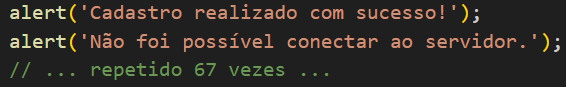 alert('Cadastro realizado com sucesso!');
alert('Não foi possível conectar ao servidor.');
// ... repetido 67 vezes ...